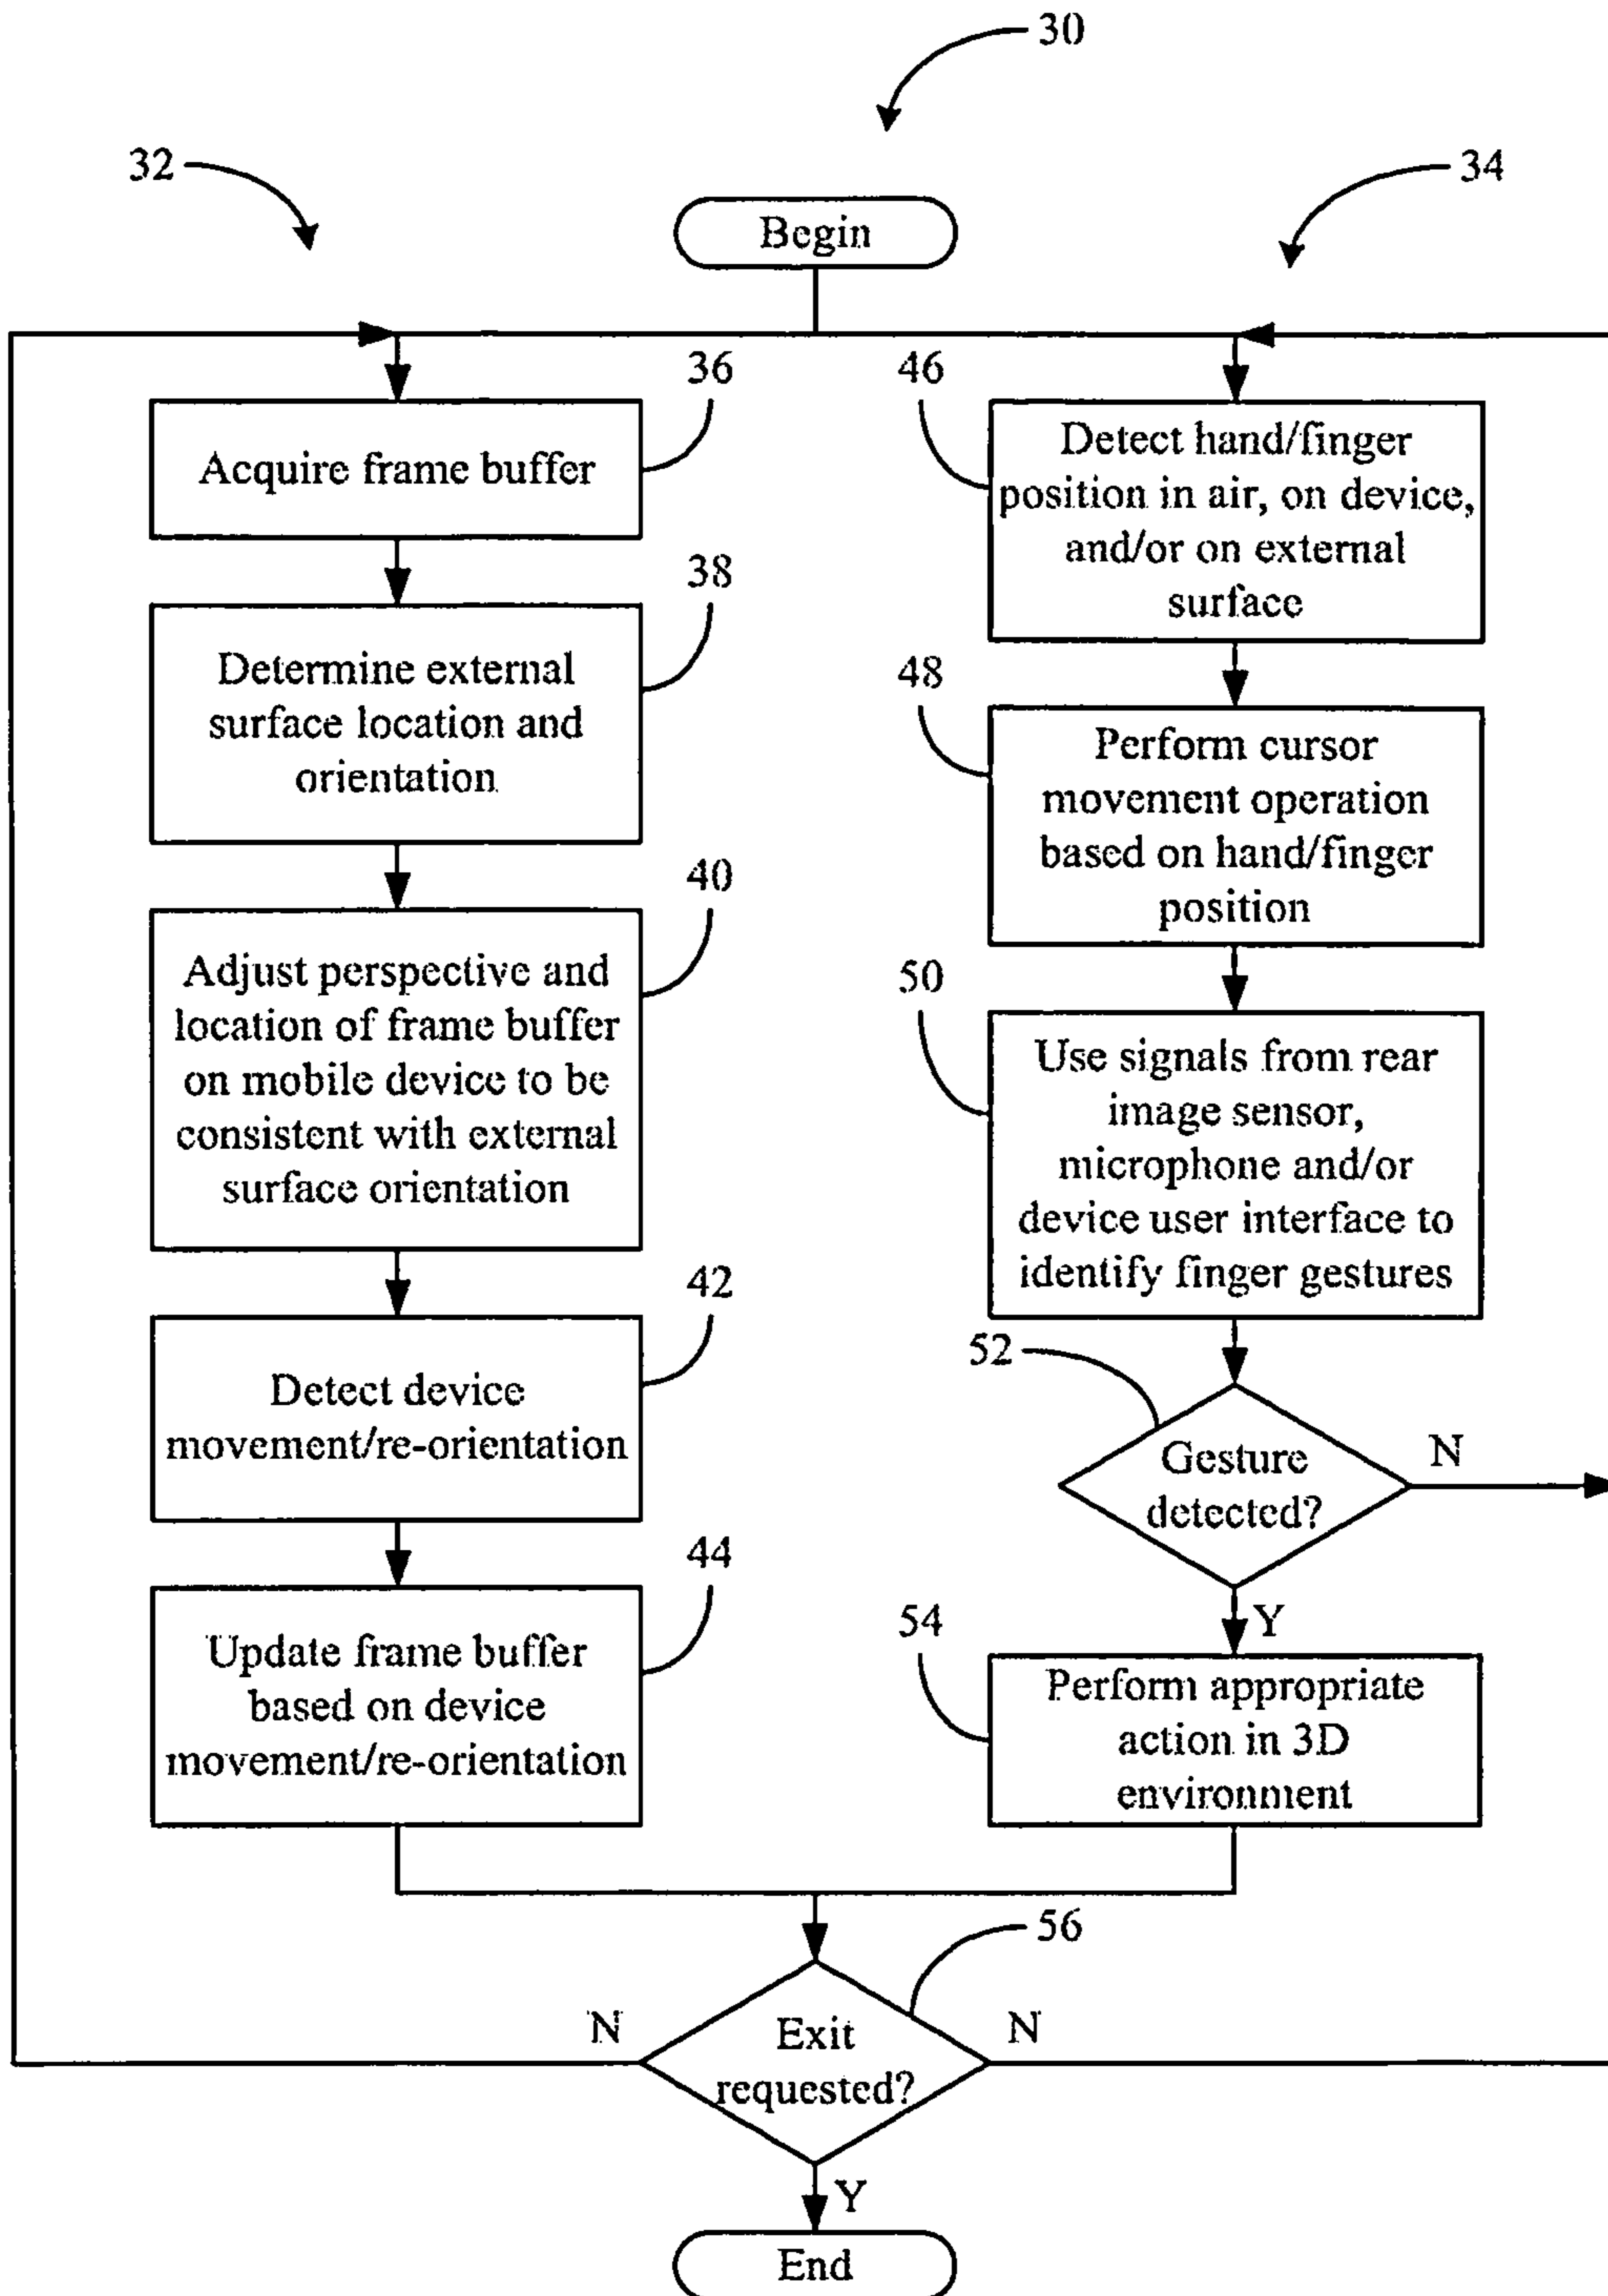 30
32
34
Begin
36
Acquire frame buffer
38
Determine external
surface location and
orientation
40
Adjust perspective and
location of frame buffer
on mobile device to be
consistent with external
surface orientation
42
Detect device
movement/re-orientation
44
Update frame buffer
based on device
movement/re-orientation
46
Detect hand/finger
position in air, on device,
and/or on external
surface
48
Perform cursor
movement operation
based on hand/finger
position
50
Use signals from rear
image sensor,
microphone and/or
device user interface to
identify finger gestures
52
Gesture
detected?
N
Y
54
Perform appropriate
action in 3D
environment
56
Exit
requested?
N
N
Y
End